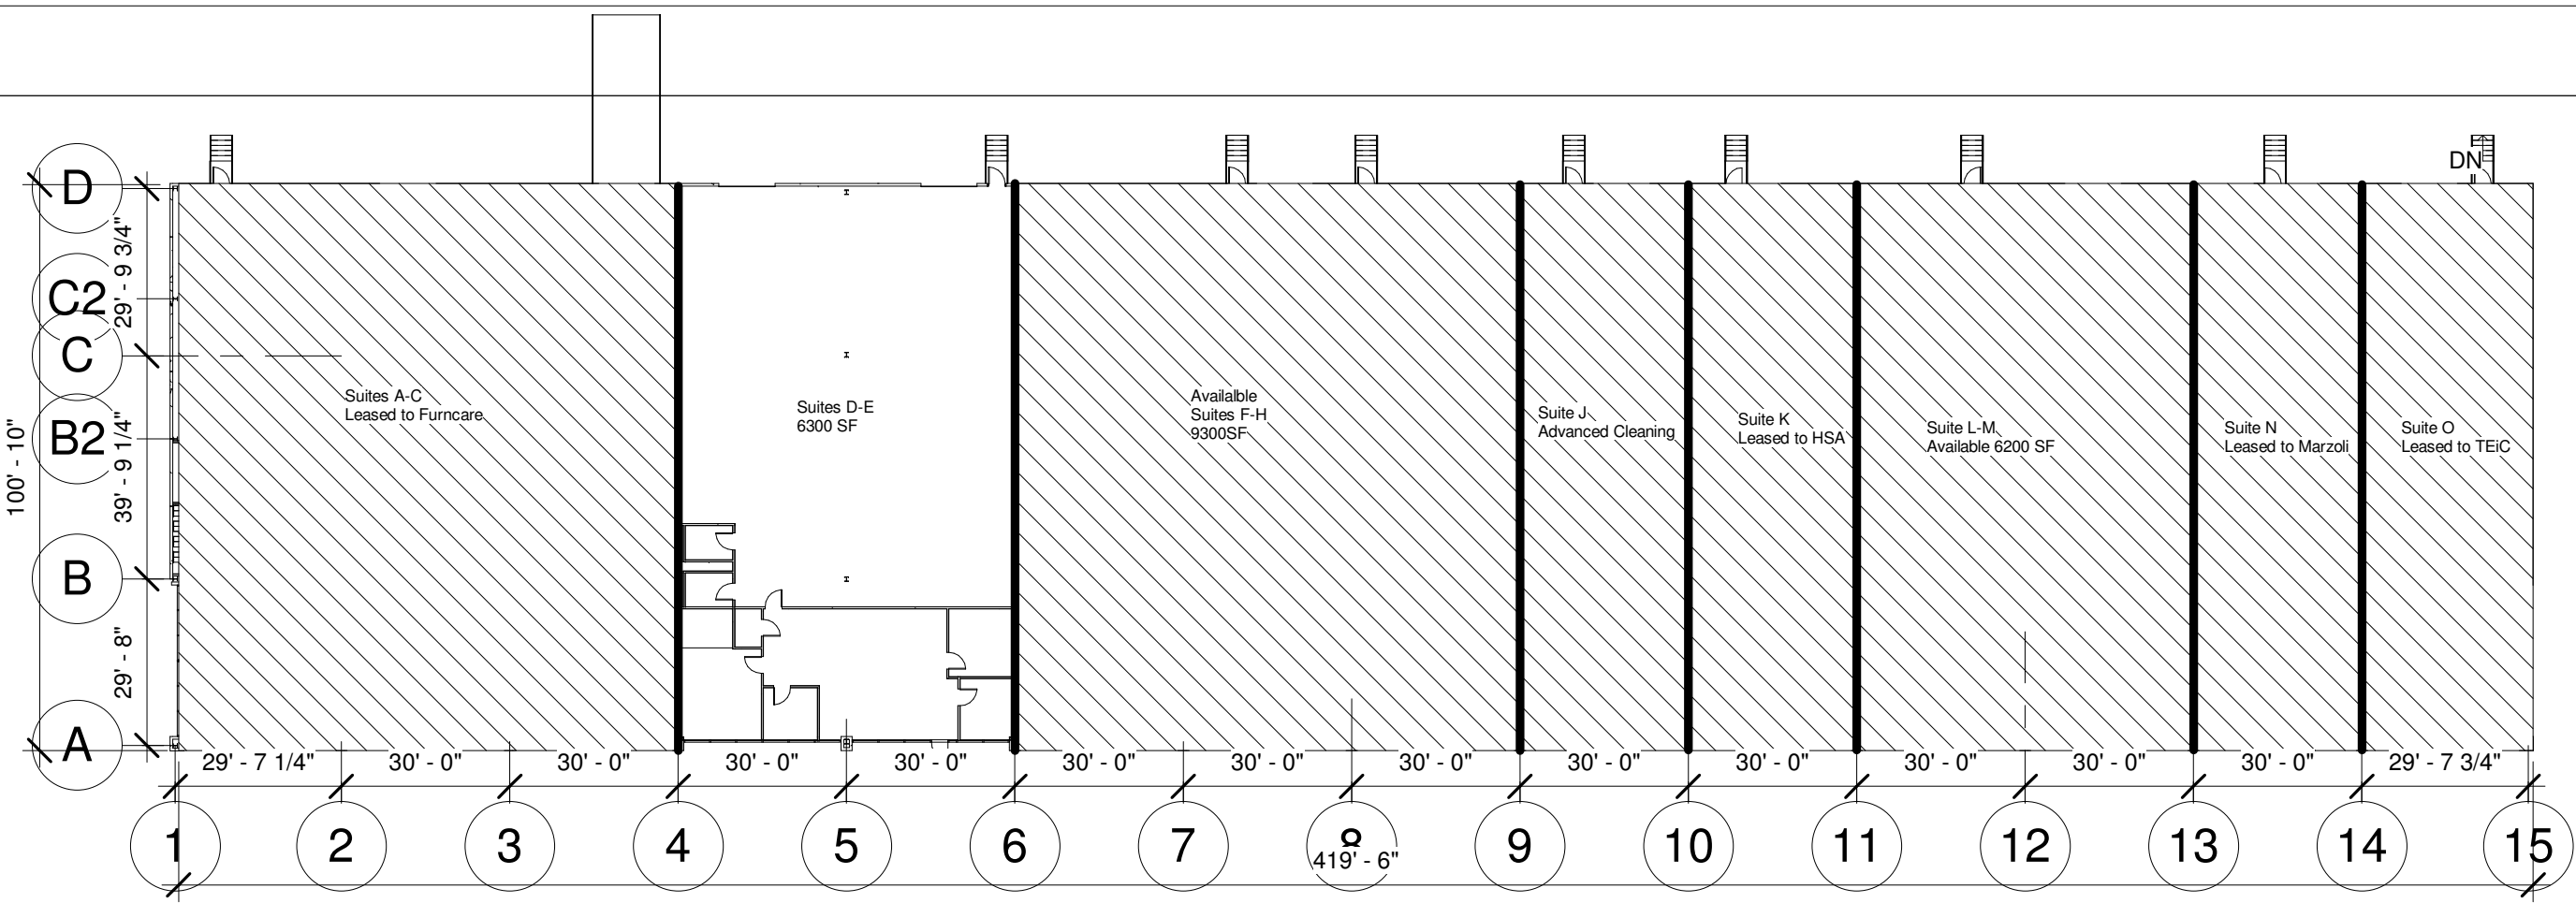 DN
D
C2
C
B2
B
A
100' - 10"
29' - 9 3/4"
39' - 9 1/4"
29' - 8"
Suites A-C
Leased to Furncare
Suites D-E
6300 SF
Availalble
Suites F-H
9300SF
Suite J
Advanced Cleaning
Suite K
Leased to HSA
Suite L-M
Available 6200 SF
Suite N
Leased to Marzoli
Suite O
Leased to TEiC
29' - 7 1/4"
30' - 0"
30' - 0"
30' - 0"
30' - 0"
30' - 0"
30' - 0"
30' - 0"
30' - 0"
30' - 0"
30' - 0"
30' - 0"
30' - 0"
29' - 7 3/4"
1
2
3
4
5
6
7
8
9
10
11
12
13
14
15
419' - 6"